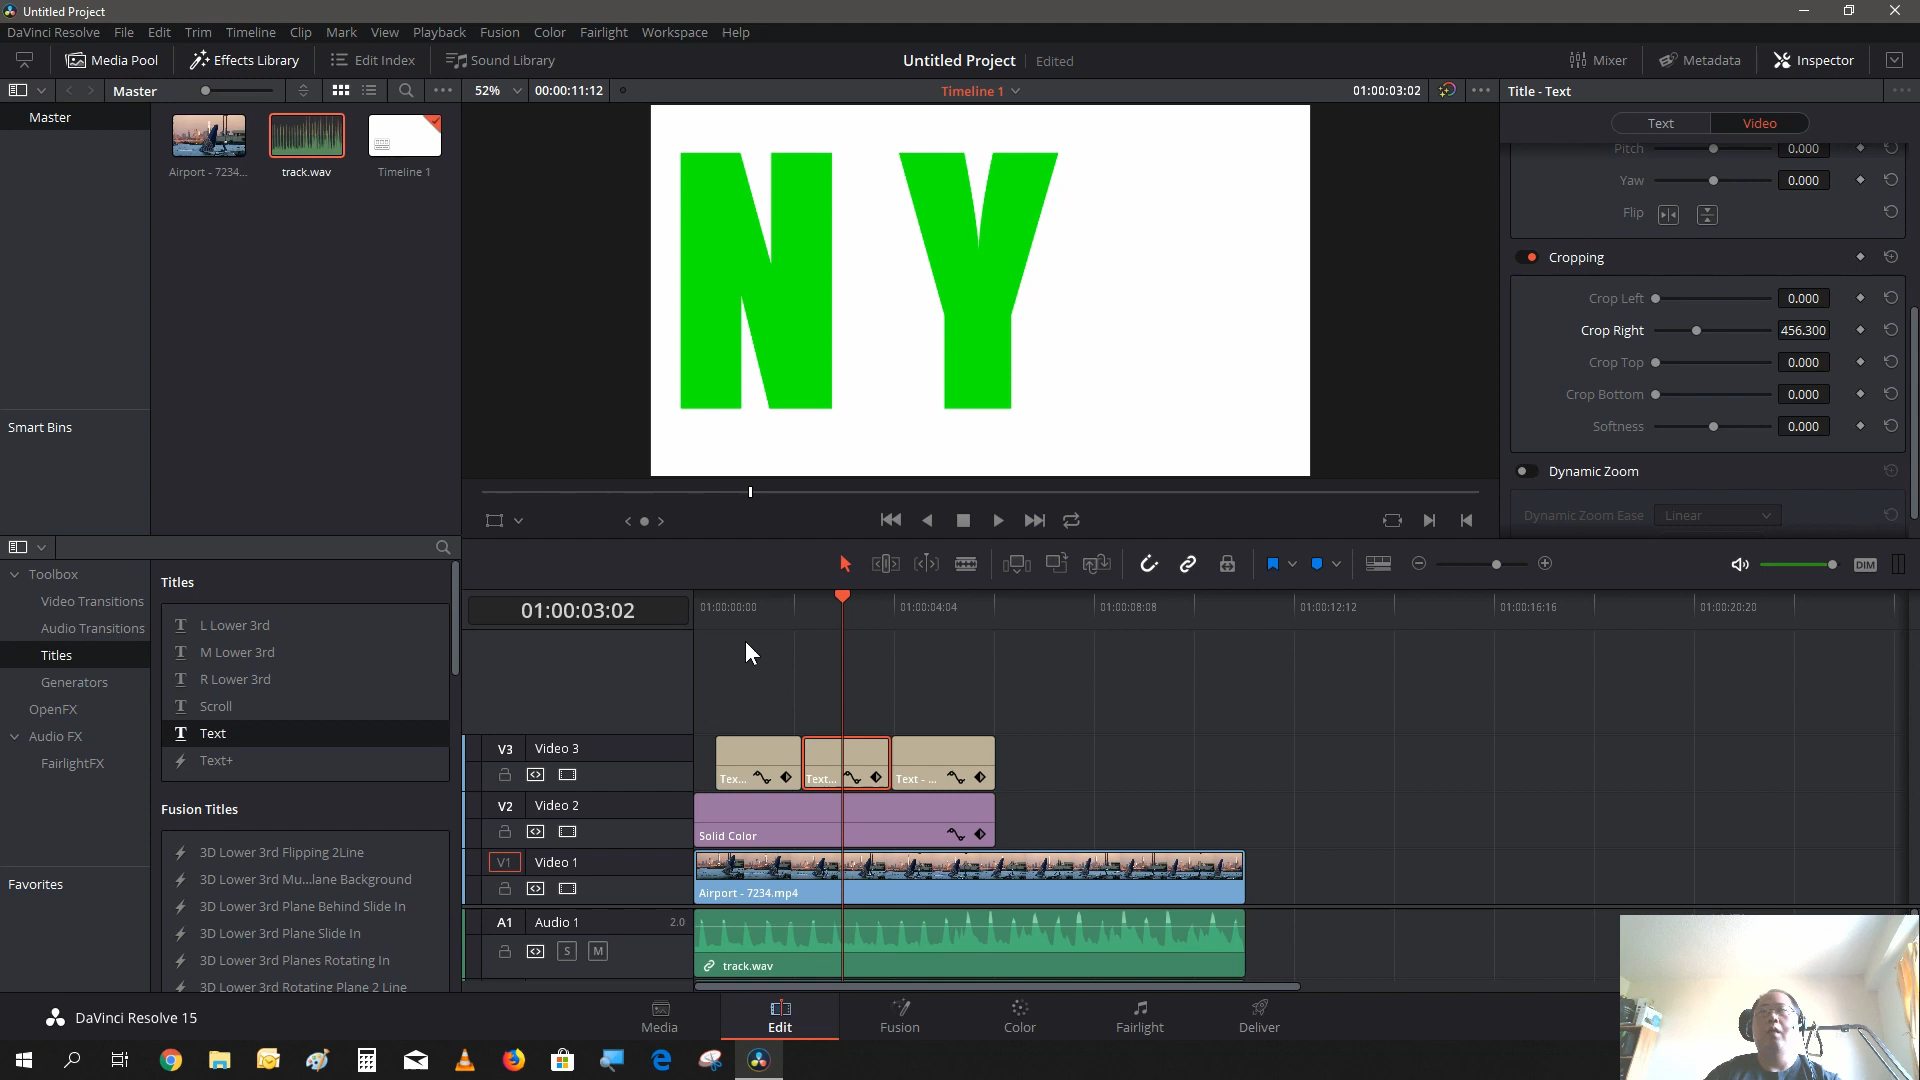 Untitled Project
DaVinci Resolve File Edit Trim Timeline Clip Mark View Playback Fusion Color Fairlight Workspace Help
Media Pool Effects Library Edit Index Sound Library Untitled Project Edited Mixer Metadata Inspector
Master 52% 00:00:11:12 Timeline 1 01:00:03:02 Title - Text
Master
Airport - 7234... track.wav Timeline 1
Smart Bins
N Y
Text Video
Pitch 0.000
Yaw 0.000
Flip
Cropping
Crop Left 0.000
Crop Right 456.300
Crop Top 0.000
Crop Bottom 0.000
Softness 0.000
Dynamic Zoom
Dynamic Zoom Ease Linear
Toolbox
Video Transitions
Audio Transitions
Titles
Generators
OpenFX
Audio FX
FairlightFX
Favorites
Titles
L Lower 3rd
M Lower 3rd
R Lower 3rd
Scroll
Text
Text+
Fusion Titles
3D Lower 3rd Flipping 2Line
3D Lower 3rd Mu...lane Background
3D Lower 3rd Plane Behind Slide In
3D Lower 3rd Plane Slide In
3D Lower 3rd Planes Rotating In
3D Lower 3rd Rotating Plane 2 Line
DIM
01:00:03:02 01:00:00:00 01:00:04:04 01:00:08:08 01:00:12:12 01:00:16:16 01:00:20:20
V3 Video 3
Tex... Text... Text - ...
V2 Video 2
Solid Color
V1 Video 1
Airport - 7234.mp4
A1 Audio 1 2.0
S M
track.wav
DaVinci Resolve 15
Media Edit Fusion Color Fairlight Deliver